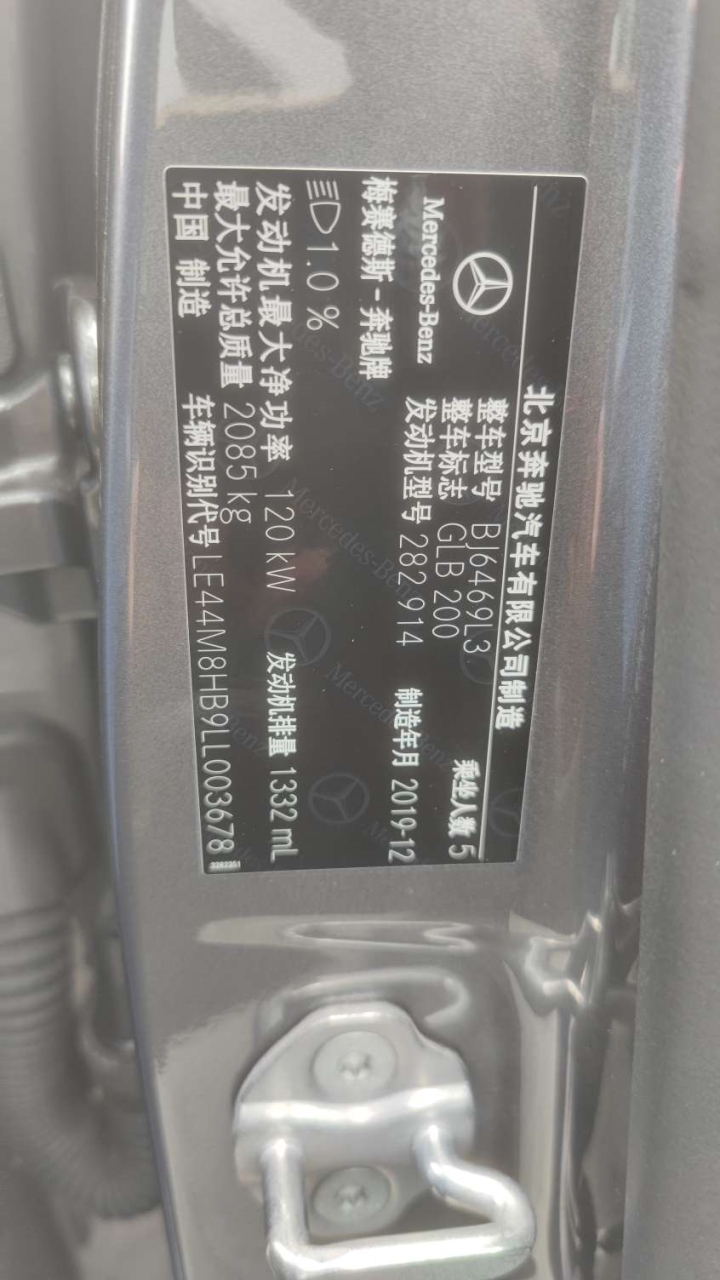 北京奔驰汽车有限公司制造
Mercedes-Benz
梅赛德斯-奔驰牌
整车型号 BJ6469L3
乘坐人数 5
整车标志 GLB 200
发动机型号 282 914
制造年月 2019-12
1.0 %
发动机最大净功率 120 kW
发动机排量 1332 mL
最大允许总质量 2085 kg
中国 制造
车辆识别代号 LE44M8HB9LL003678